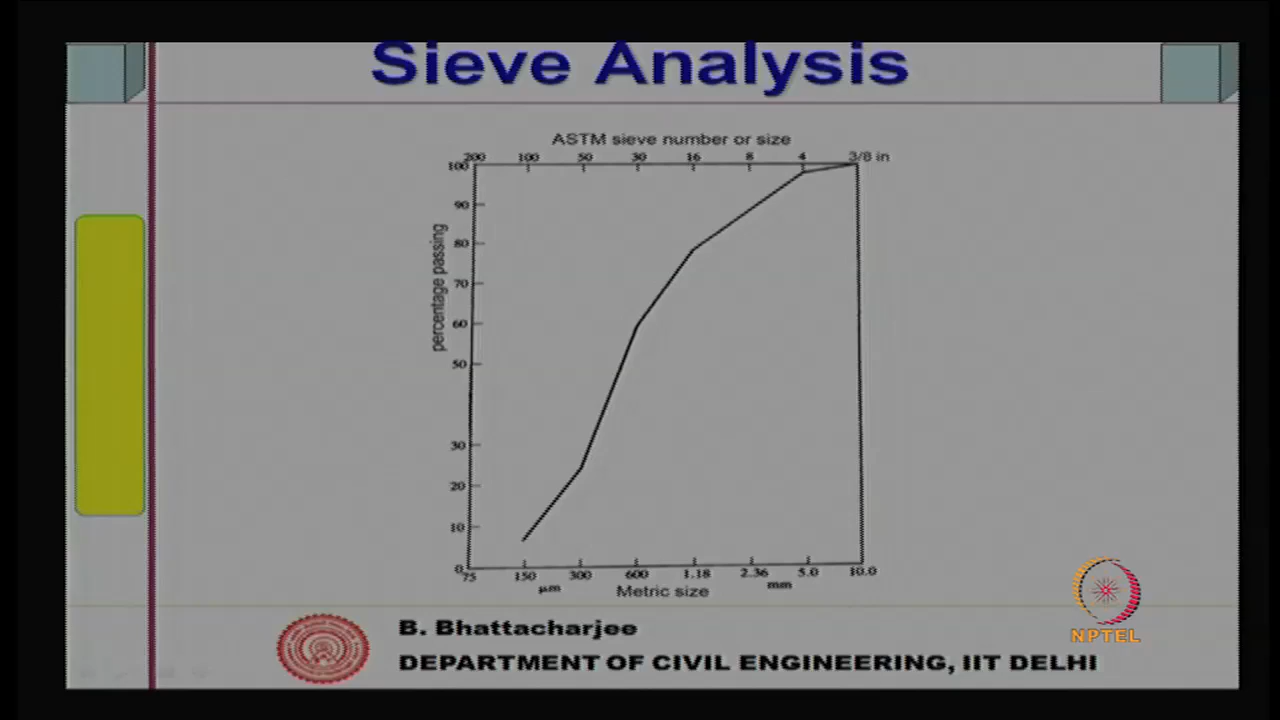 Sieve Analysis
ASTM sieve number or size
200 100 50 30 16 8 4 3/8 in
100
90
80
70
60
50
30
20
10
0
percentage passing
75 150 300 600 1.18 2.36 5.0 10.0
µm mm
Metric size
NPTEL
B. Bhattacharjee
DEPARTMENT OF CIVIL ENGINEERING, IIT DELHI